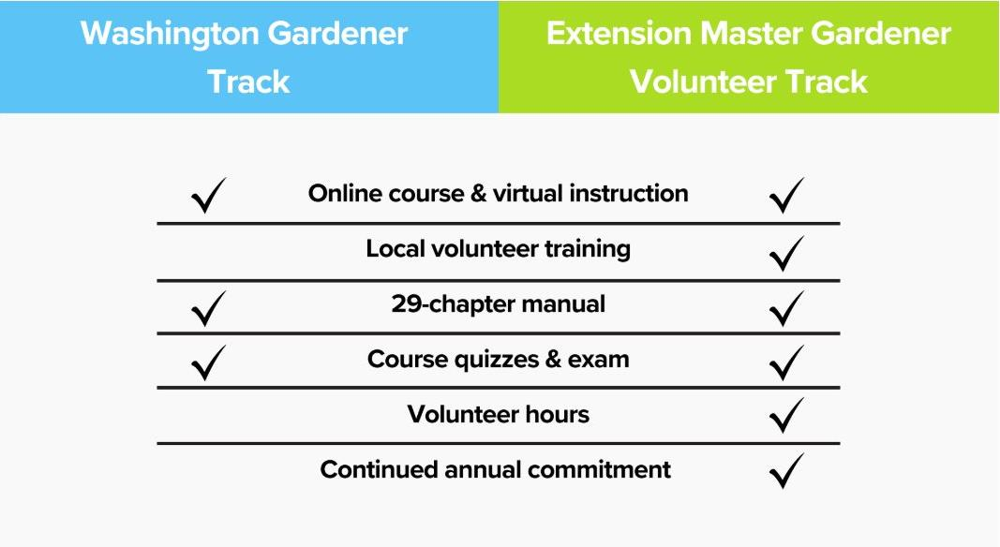 Washington Gardener
Track
Extension Master Gardener
Volunteer Track
✓ Online course & virtual instruction ✓
Local volunteer training ✓
✓ 29-chapter manual ✓
✓ Course quizzes & exam ✓
Volunteer hours ✓
Continued annual commitment ✓